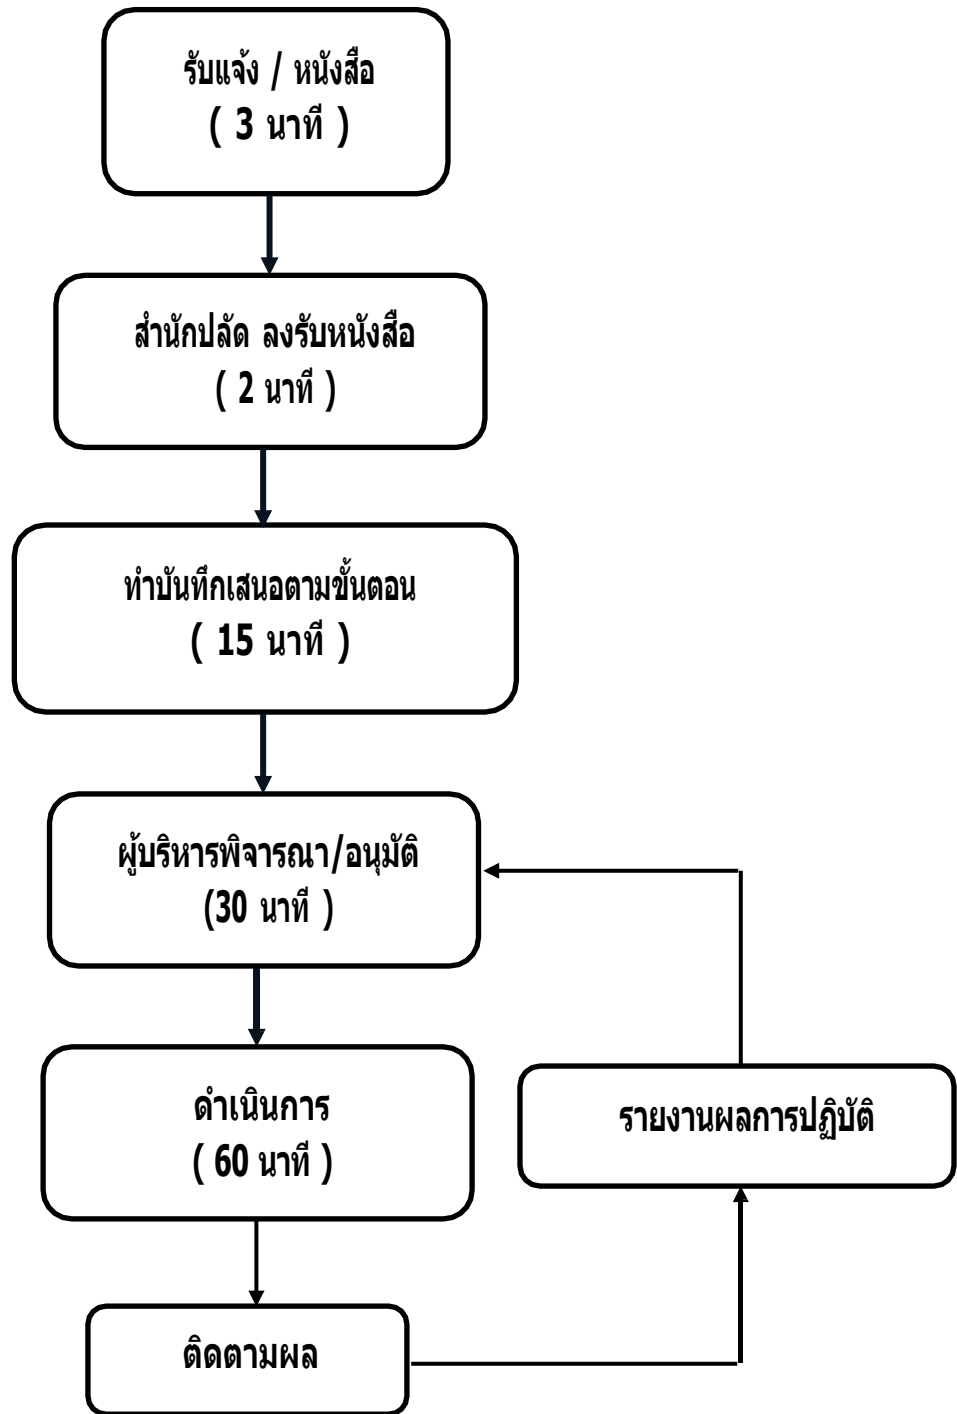 รับแจ้ง / หนังสือ
( 3 นาที )
สำนักปลัด ลงรับหนังสือ
( 2 นาที )
ทำบันทึกเสนอตามขั้นตอน
( 15 นาที )
ผู้บริหารพิจารณา/อนุมัติ
(30 นาที )
ดำเนินการ
( 60 นาที )
รายงานผลการปฏิบัติ
ติดตามผล